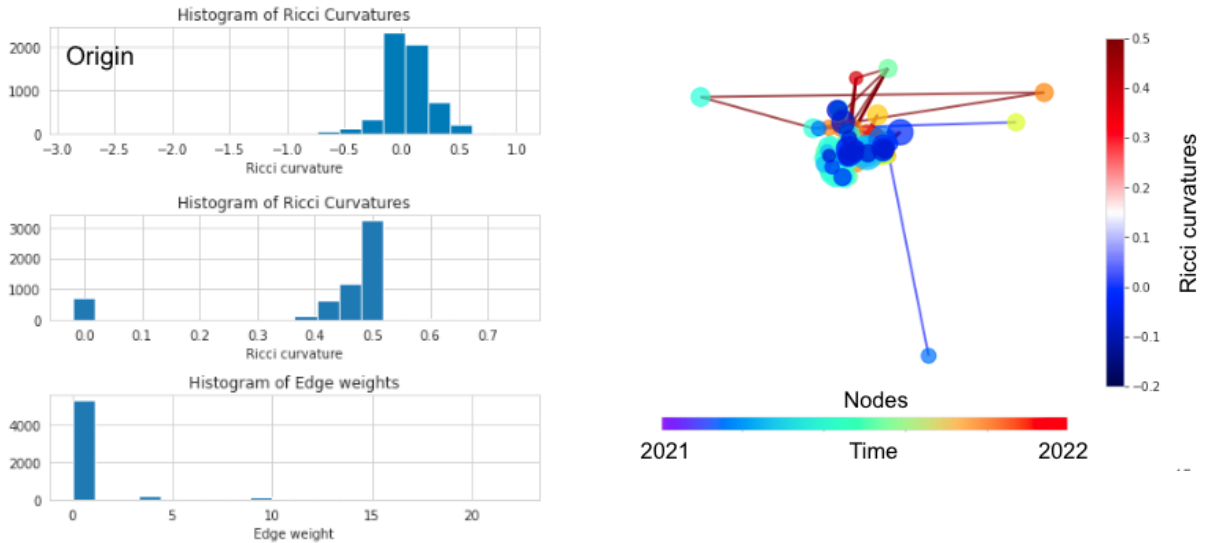 Histogram of Ricci Curvatures
2000
1000
0
Origin
−3.0 −2.5 −2.0 −1.5 −1.0 −0.5 0.0 0.5 1.0
Ricci curvature
Histogram of Ricci Curvatures
3000
2000
1000
0
0.0 0.1 0.2 0.3 0.4 0.5 0.6 0.7
Ricci curvature
Histogram of Edge weights
4000
2000
0
0 5 10 15 20
Edge weight
0.5
0.4
0.3
0.2
0.1
0.0
−0.1
−0.2
Ricci curvatures
Nodes
2021 Time 2022